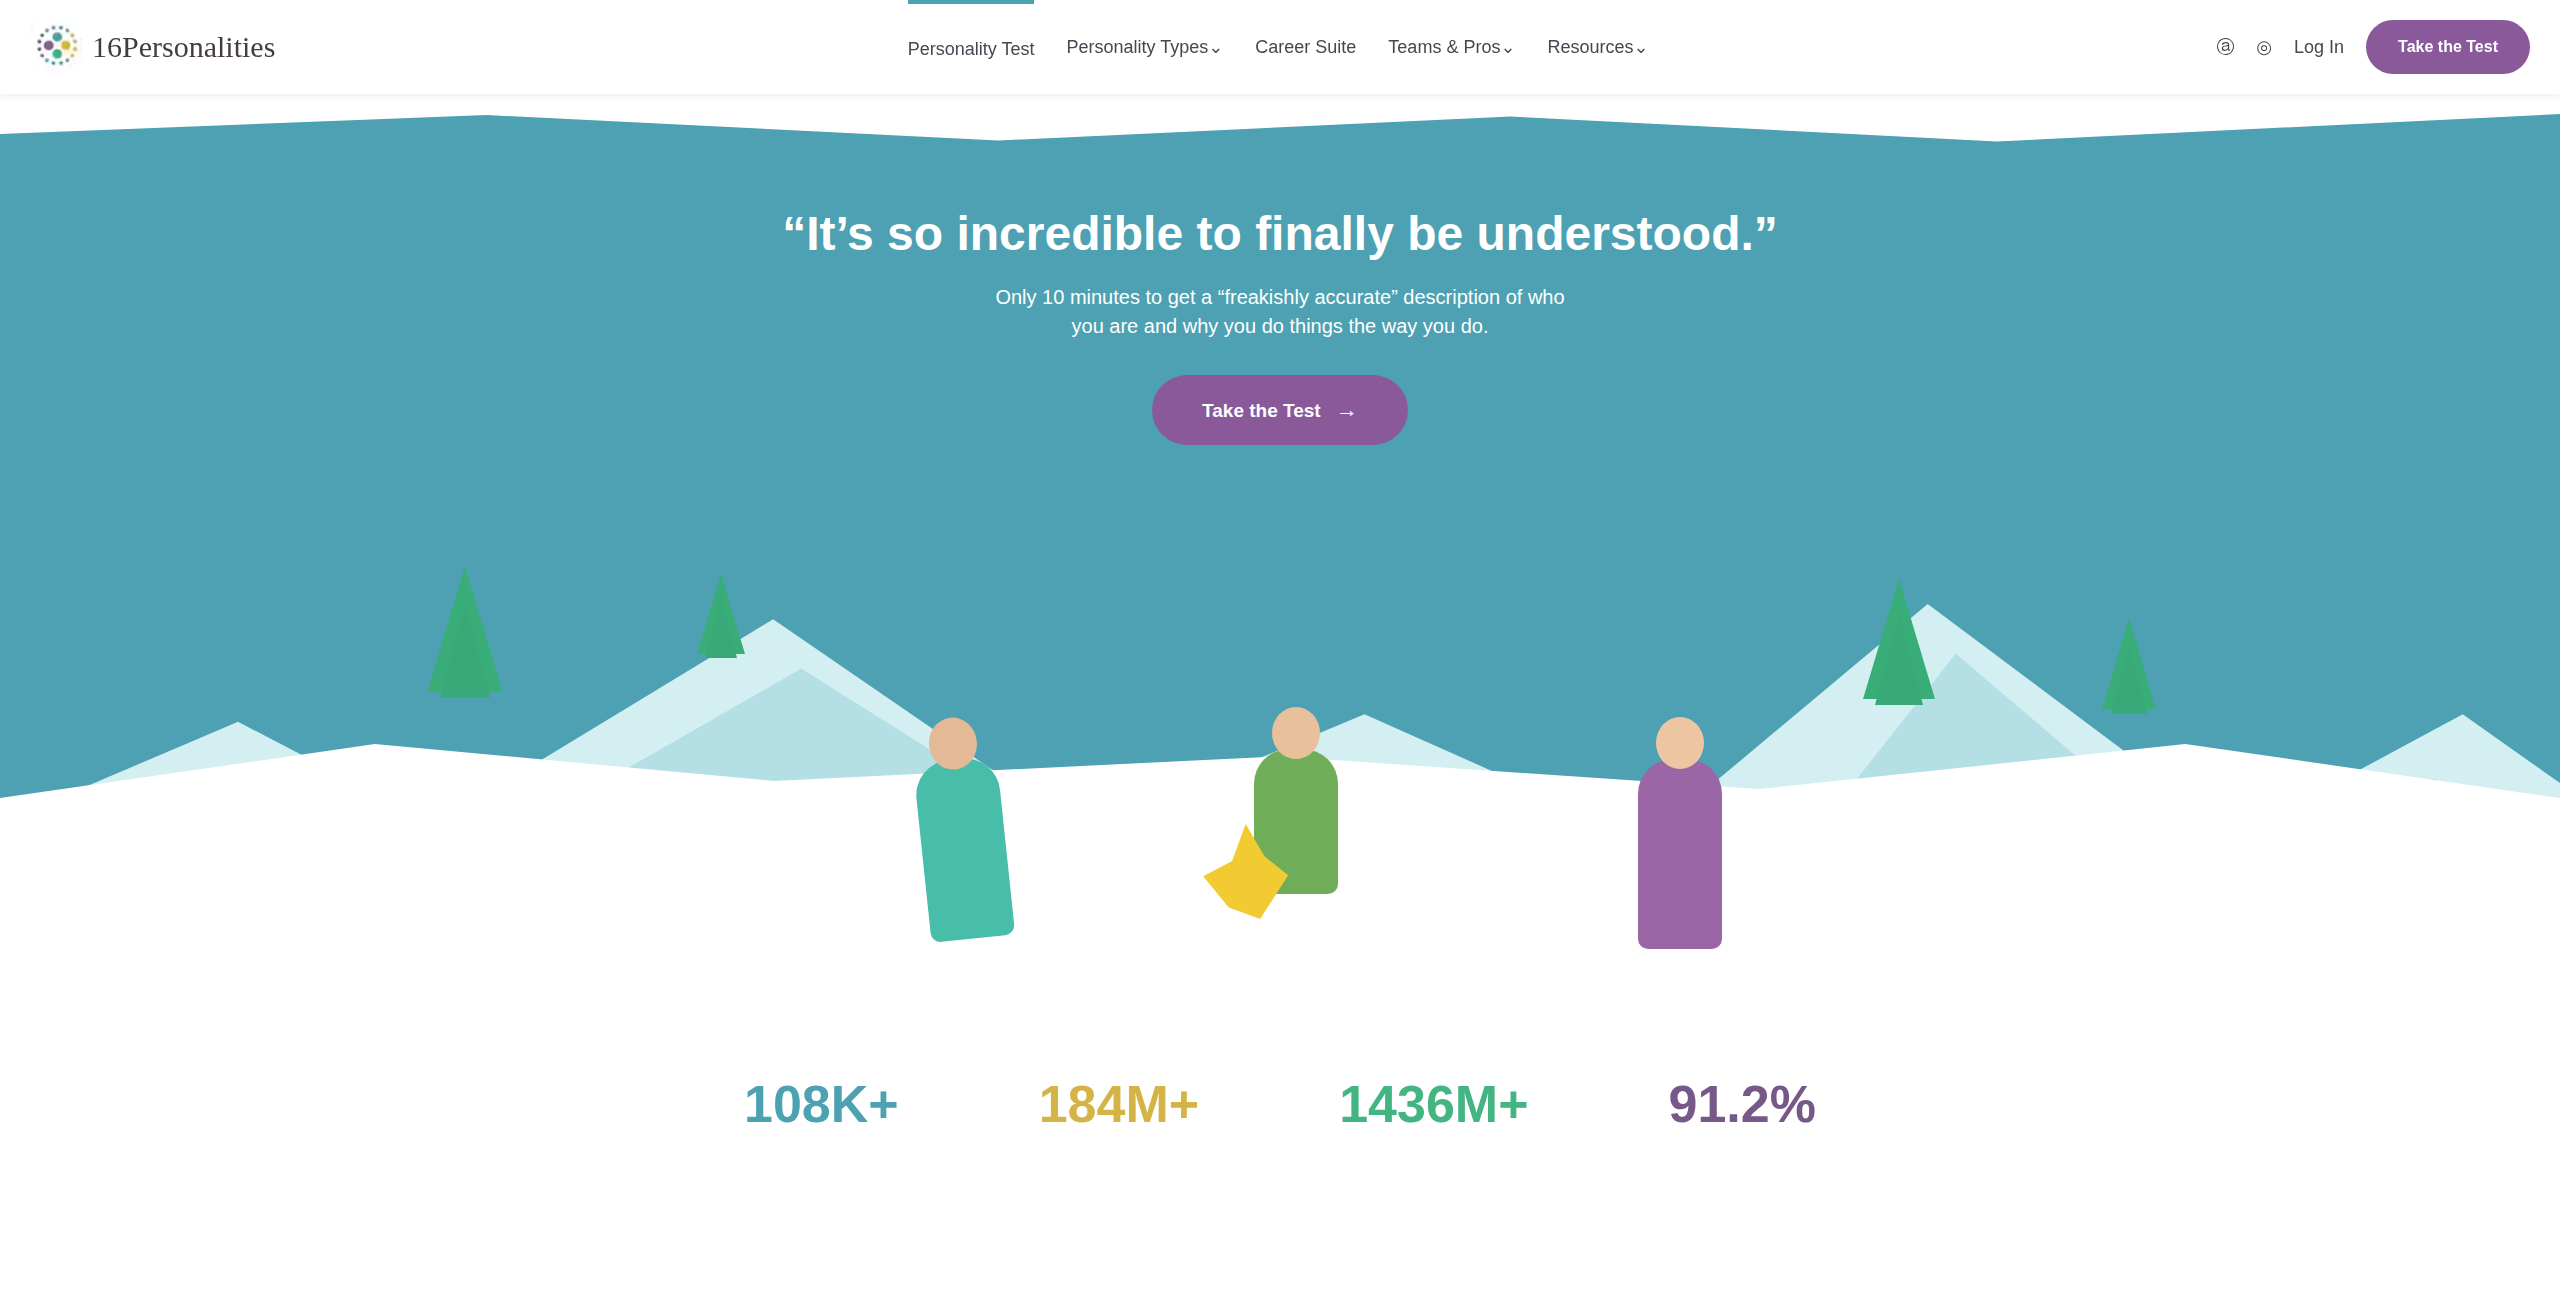 16Personalities
Personality Test
Personality Types
Career Suite
Teams & Pros
Resources
Log In
Take the Test
“It’s so incredible to finally be understood.”
Only 10 minutes to get a “freakishly accurate” description of who
you are and why you do things the way you do.
Take the Test →
108K+
184M+
1436M+
91.2%